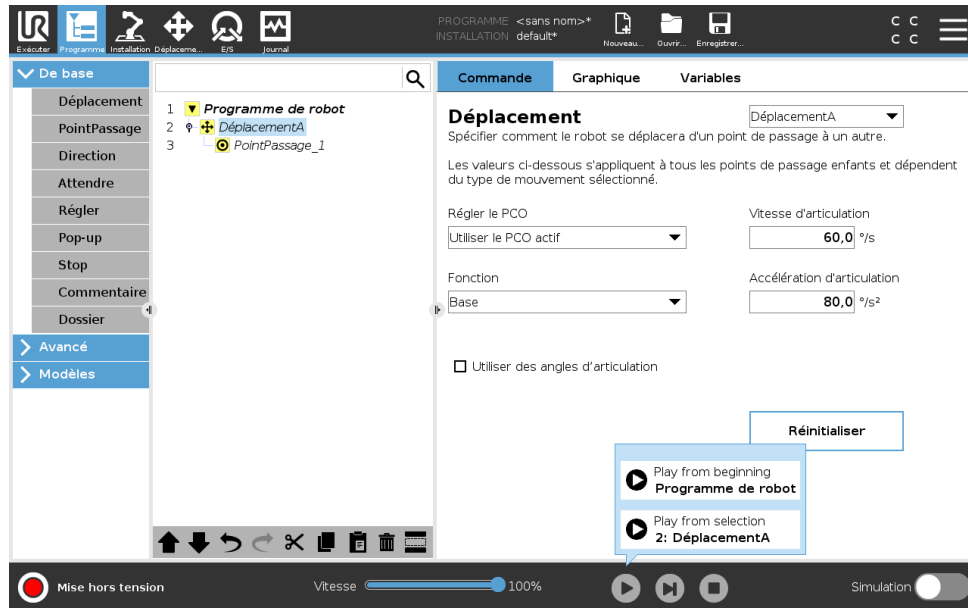 PROGRAMME <sans nom>*
INSTALLATION default*
Exécuter Programme Installation Déplaceme... E/S Journal Nouveau... Ouvrir... Enregistrer...
C C
C C
De base
Déplacement
PointPassage
Direction
Attendre
Régler
Pop-up
Stop
Commentaire
Dossier
Avancé
Modèles
1 Programme de robot
2 DéplacementA
3 PointPassage_1
Commande Graphique Variables
Déplacement
DéplacementA
Spécifier comment le robot se déplacera d'un point de passage à un autre.
Les valeurs ci-dessous s'appliquent à tous les points de passage enfants et dépendent
du type de mouvement sélectionné.
Régler le PCO
Utiliser le PCO actif
Vitesse d'articulation
60,0 °/s
Fonction
Base
Accélération d'articulation
80,0 °/s²
Utiliser des angles d'articulation
Réinitialiser
Play from beginning
Programme de robot
Play from selection
2: DéplacementA
Mise hors tension
Vitesse 100%
Simulation